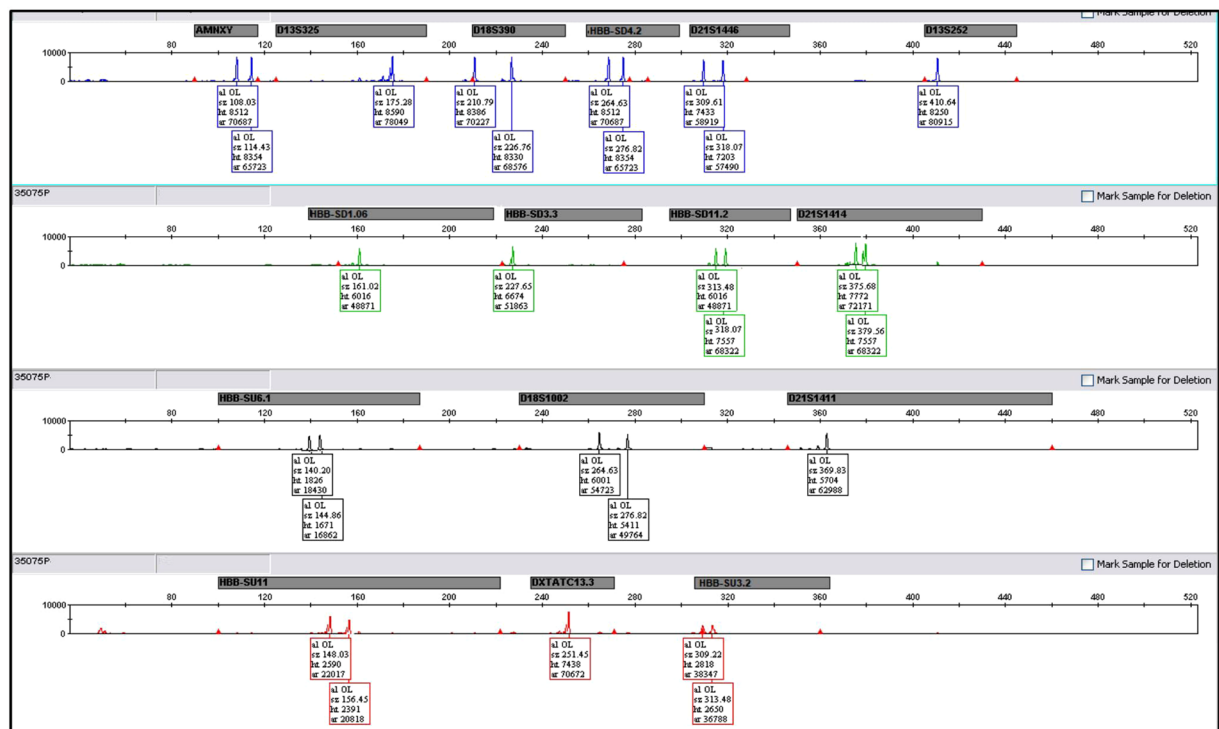 Mark Sample for Deletion
AMNXY D13S325 D18S390 HBB-SD4.2 D21S1446 D13S252
80 120 160 200 240 280 320 360 400 440 480 520
10000
0
al OL
sz 108.03
ht 8512
ar 70687
al OL
sz 114.43
ht 8354
ar 65723
al OL
sz 175.28
ht 8590
ar 78049
al OL
sz 210.79
ht 8386
ar 70227
al OL
sz 226.76
ht 8330
ar 68576
al OL
sz 264.63
ht 8512
ar 70687
al OL
sz 276.82
ht 8354
ar 65723
al OL
sz 309.61
ht 7433
ar 58919
al OL
sz 318.07
ht 7203
ar 57490
al OL
sz 410.64
ht 8250
ar 80915
35075P Mark Sample for Deletion
HBB-SD1.06 HBB-SD3.3 HBB-SD11.2 D21S1414
80 120 160 200 240 280 320 360 400 440 480 520
10000
0
al OL
sz 161.02
ht 6016
ar 48871
al OL
sz 227.65
ht 6674
ar 51863
al OL
sz 313.48
ht 6016
ar 48871
al OL
sz 318.07
ht 7557
ar 68322
al OL
sz 375.68
ht 7772
ar 72171
al OL
sz 379.56
ht 7557
ar 68322
35075P Mark Sample for Deletion
HBB-SU6.1 D18S1002 D21S1411
80 120 160 200 240 280 320 360 400 440 480 520
10000
0
al OL
sz 140.20
ht 1826
ar 18430
al OL
sz 144.86
ht 1671
ar 16862
al OL
sz 264.63
ht 6001
ar 54723
al OL
sz 276.82
ht 5411
ar 49764
al OL
sz 369.83
ht 5704
ar 62988
35075P Mark Sample for Deletion
HBB-SU11 DXTATC13.3 HBB-SU3.2
80 120 160 200 240 280 320 360 400 440 480 520
10000
0
al OL
sz 148.03
ht 2590
ar 22017
al OL
sz 156.45
ht 2391
ar 20818
al OL
sz 251.45
ht 7438
ar 70672
al OL
sz 309.22
ht 2818
ar 38347
al OL
sz 313.48
ht 2650
ar 36788